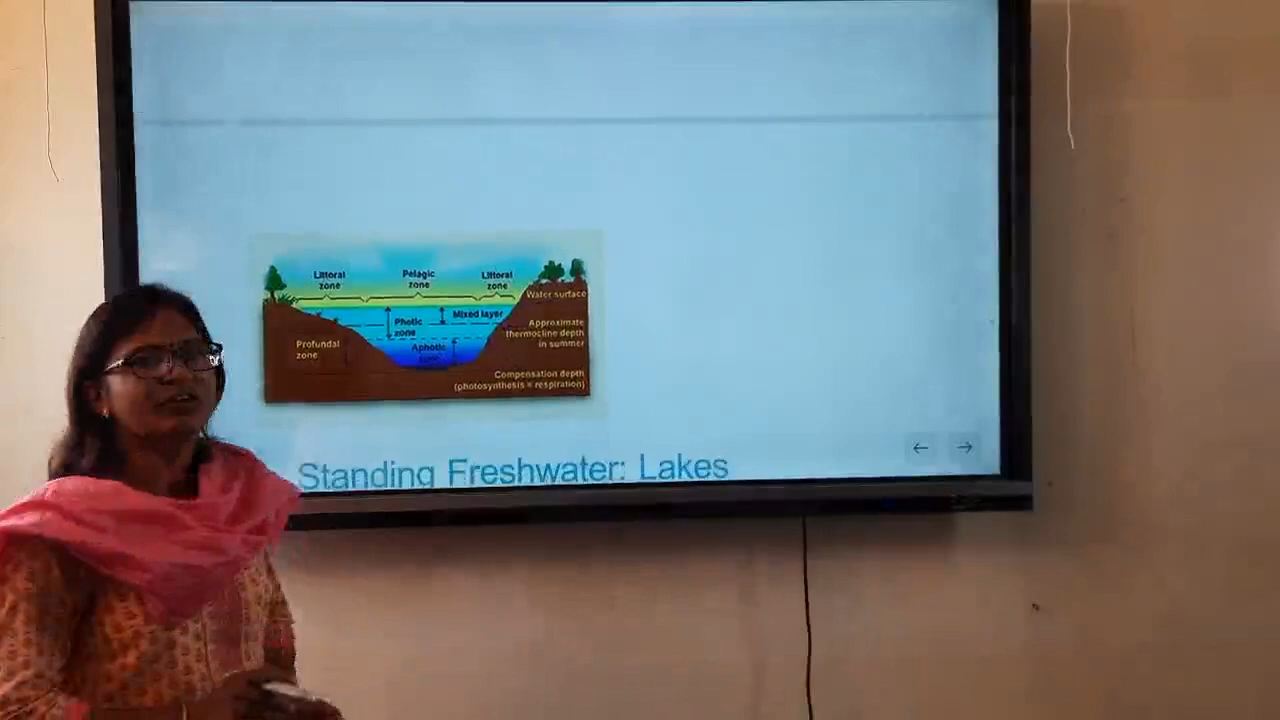 Littoral
zone
Pelagic
zone
Littoral
zone
Water surface
Photic
zone
Mixed layer
Approximate
thermocline depth
in summer
Profundal
zone
Aphotic
Compensation depth
(photosynthesis = respiration)
Standing Freshwater: Lakes